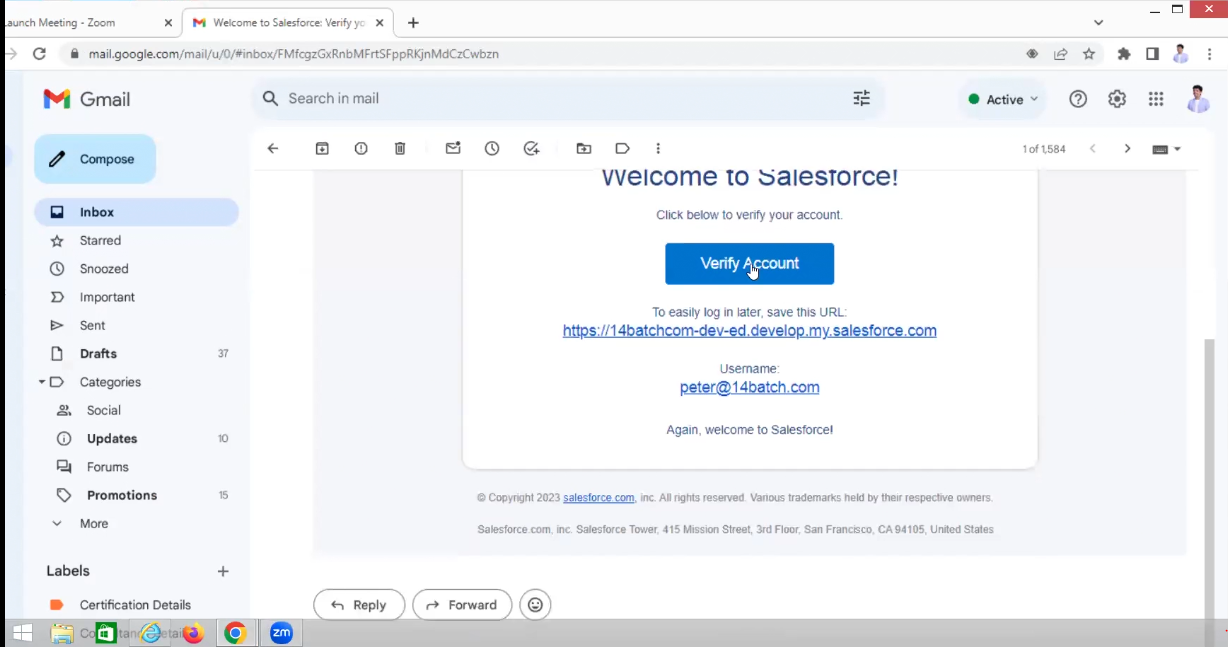 Launch Meeting - Zoom
Welcome to Salesforce: Verify yo
mail.google.com/mail/u/0/#inbox/FMfcgzGxRnbMFrtSFppRKjnMdCzCwbzn
Gmail
Search in mail
Active
Compose
1 of 1,584
Inbox
Starred
Snoozed
Important
Sent
Drafts 37
Categories
Social
Updates 10
Forums
Promotions 15
More
Labels
Certification Details
Welcome to Salesforce!
Click below to verify your account.
Verify Account
To easily log in later, save this URL:
https://14batchcom-dev-ed.develop.my.salesforce.com
Username:
peter@14batch.com
Again, welcome to Salesforce!
© Copyright 2023 salesforce.com, inc. All rights reserved. Various trademarks held by their respective owners.
Salesforce.com, inc. Salesforce Tower, 415 Mission Street, 3rd Floor, San Francisco, CA 94105, United States
Reply
Forward
zm